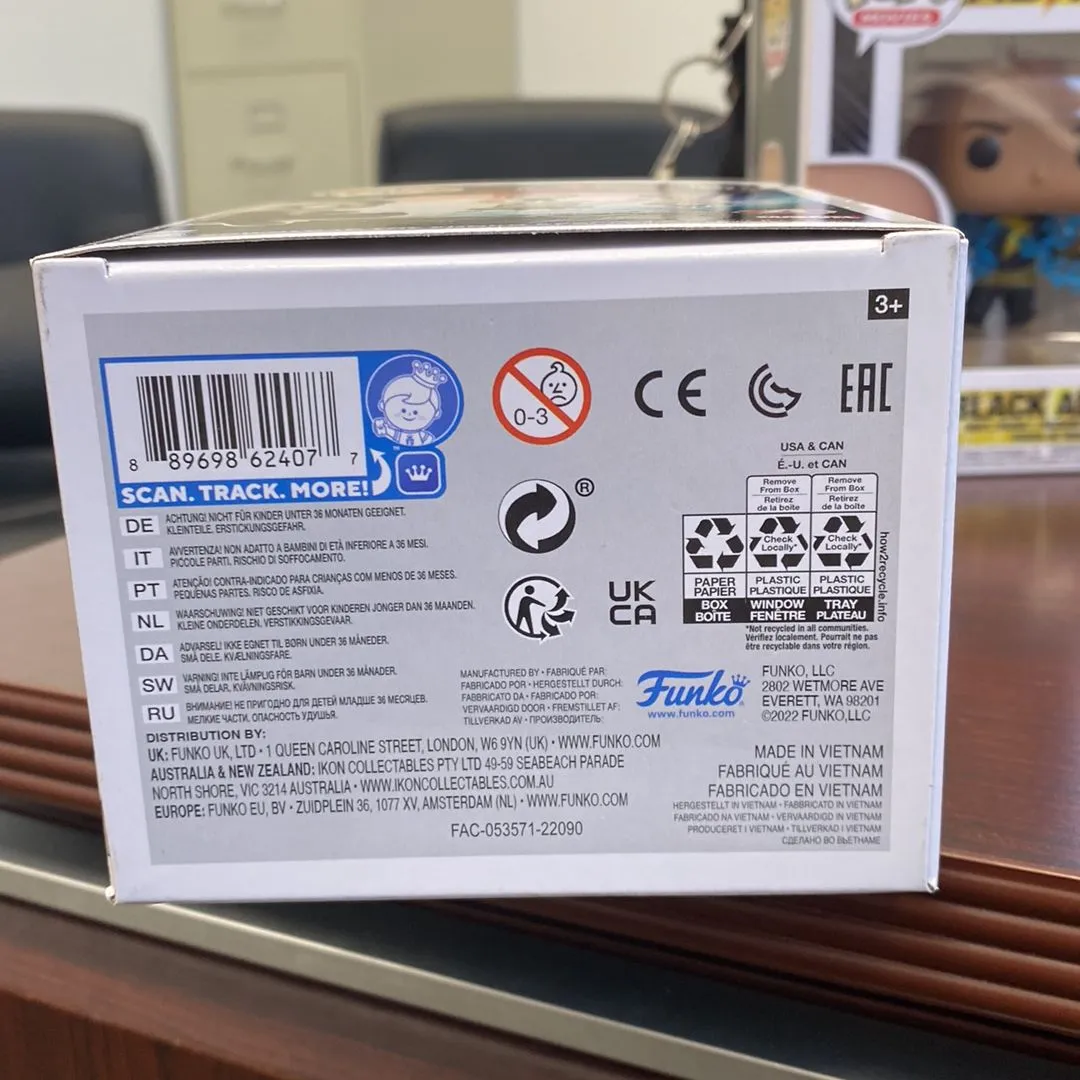 3+
8 89698 62407 7
SCAN. TRACK. MORE!
™
0-3
CE
EAC
®
UK
CA
USA & CAN
É.-U. et CAN
Remove
From Box
Retirez
de la boîte
Remove
From Box
Retirez
de la boîte
Check
Locally*
Check
Locally*
PAPER
PAPIER
PLASTIC
PLASTIQUE
PLASTIC
PLASTIQUE
BOX
BOÎTE
WINDOW
FENÊTRE
TRAY
PLATEAU
how2recycle.info
*Not recycled in all communities.
Vérifiez localement. Pourrait ne pas
être recyclable dans votre région.
DE ACHTUNG! NICHT FÜR KINDER UNTER 36 MONATEN GEEIGNET.
KLEINTEILE. ERSTICKUNGSGEFAHR.
IT AVVERTENZA! NON ADATTO A BAMBINI DI ETÀ INFERIORE A 36 MESI.
PICCOLE PARTI. RISCHIO DI SOFFOCAMENTO.
PT ATENÇÃO! CONTRA-INDICADO PARA CRIANÇAS COM MENOS DE 36 MESES.
PEQUENAS PARTES. RISCO DE ASFIXIA.
NL WAARSCHUWING! NIET GESCHIKT VOOR KINDEREN JONGER DAN 36 MAANDEN.
KLEINE ONDERDELEN. VERSTIKKINGSGEVAAR.
DA ADVARSEL! IKKE EGNET TIL BØRN UNDER 36 MÅNEDER.
SMÅ DELE. KVÆLNINGSFARE.
SW VARNING! INTE LÄMPLIG FÖR BARN UNDER 36 MÅNADER.
SMÅ DELAR. KVÄVNINGSRISK.
RU ВНИМАНИЕ! НЕ ПРИГОДНО ДЛЯ ДЕТЕЙ МЛАДШЕ 36 МЕСЯЦЕВ.
МЕЛКИЕ ЧАСТИ, ОПАСНОСТЬ УДУШЬЯ.
MANUFACTURED BY • FABRIQUÉ PAR:
FABRICADO POR • HERGESTELLT DURCH:
FABBRICATO DA • FABRICADO POR:
VERVAARDIGD DOOR • FREMSTILLET AF:
TILLVERKAD AV • ПРОИЗВОДИТЕЛЬ:
Funko
www.funko.com
FUNKO, LLC
2802 WETMORE AVE
EVERETT, WA 98201
©2022 FUNKO,LLC
DISTRIBUTION BY:
UK: FUNKO UK, LTD • 1 QUEEN CAROLINE STREET, LONDON, W6 9YN (UK) • WWW.FUNKO.COM
AUSTRALIA & NEW ZEALAND: IKON COLLECTABLES PTY LTD 49-59 SEABEACH PARADE
NORTH SHORE, VIC 3214 AUSTRALIA • WWW.IKONCOLLECTABLES.COM.AU
EUROPE: FUNKO EU, BV • ZUIDPLEIN 36, 1077 XV, AMSTERDAM (NL) • WWW.FUNKO.COM
FAC-053571-22090
MADE IN VIETNAM
FABRIQUÉ AU VIETNAM
FABRICADO EN VIETNAM
HERGESTELLT IN VIETNAM • FABBRICATO IN VIETNAM
FABRICADO NA VIETNAM • VERVAARDIGD IN VIETNAM
PRODUCERET I VIETNAM • TILLVERKAD I VIETNAM
СДЕЛАНО ВО ВЬЕТНАМЕ